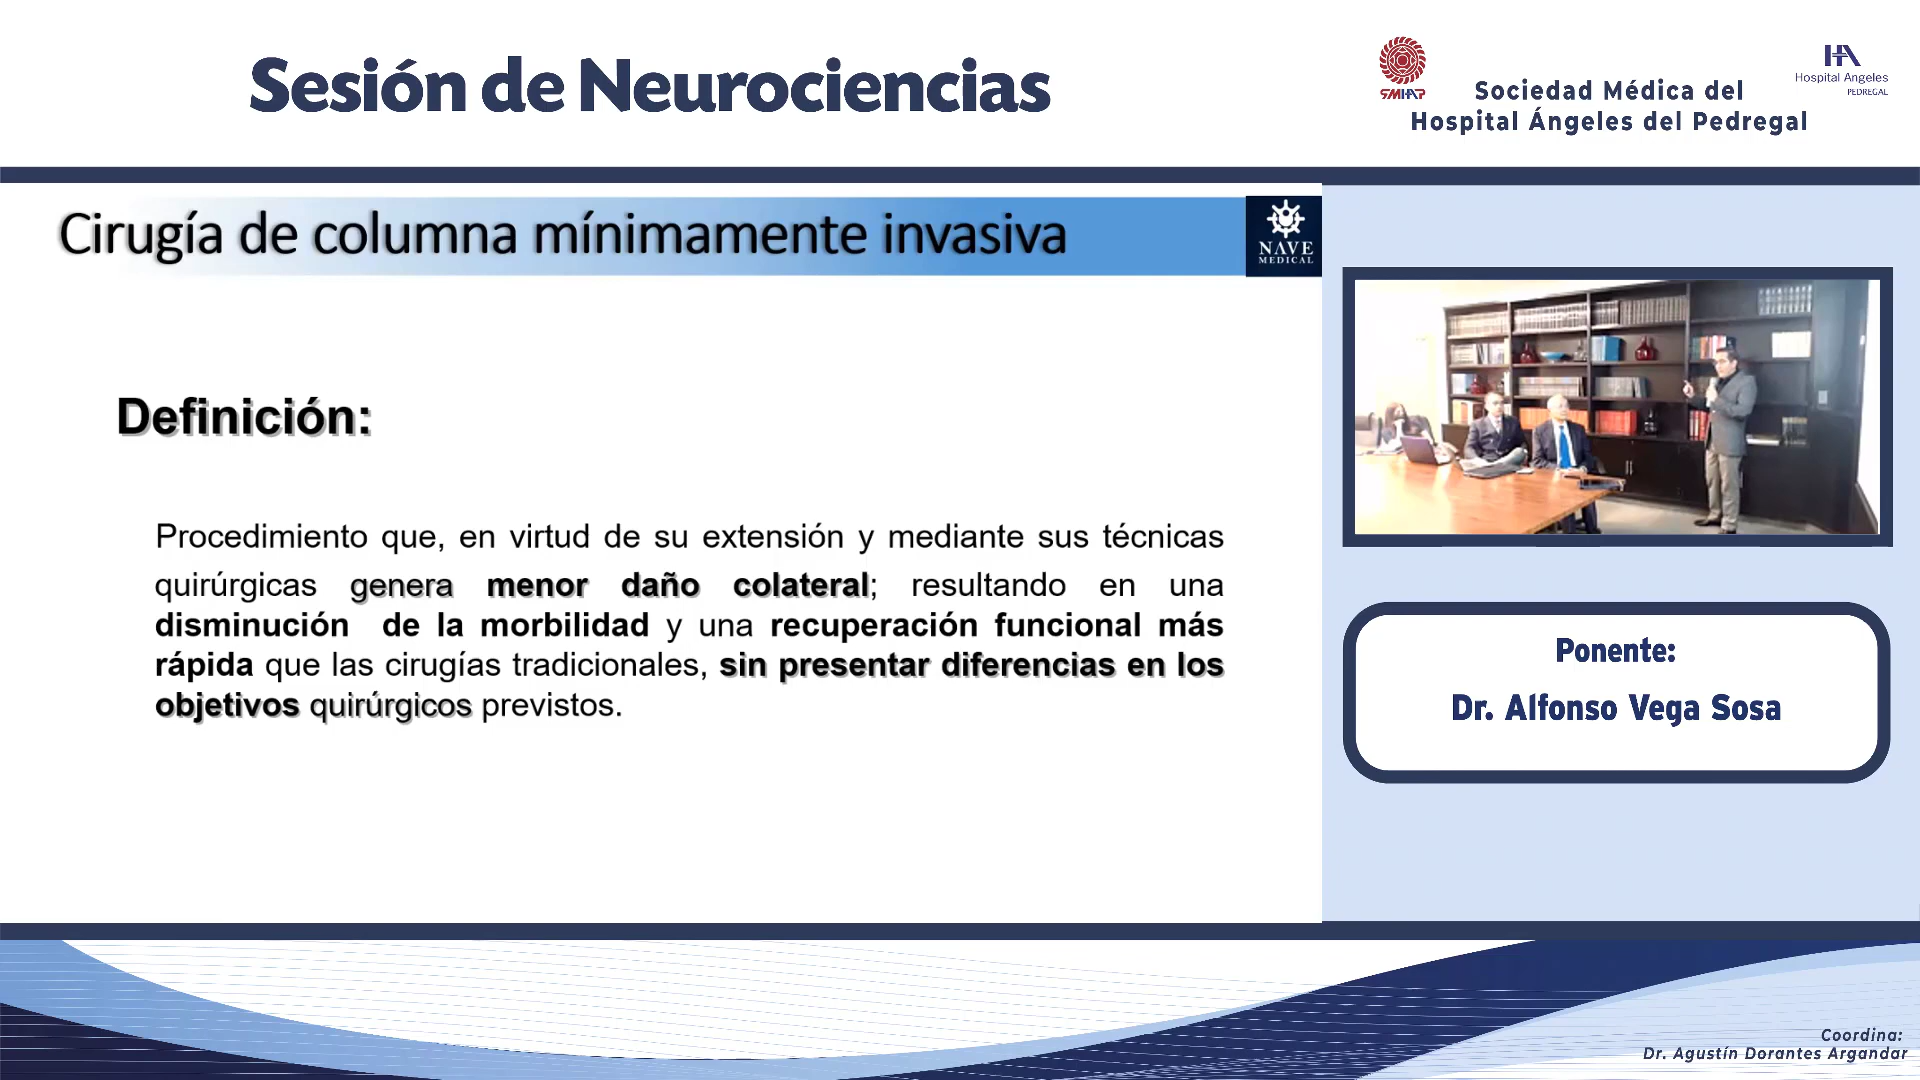 Sesión de Neurociencias
SMHAP
Sociedad Médica del
Hospital Ángeles del Pedregal
HA
Hospital Angeles
PEDREGAL
Cirugía de columna mínimamente invasiva
NAVE
MEDICAL
Definición:
Procedimiento que, en virtud de su extensión y mediante sus técnicas
quirúrgicas genera menor daño colateral; resultando en una
disminución de la morbilidad y una recuperación funcional más
rápida que las cirugías tradicionales, sin presentar diferencias en los
objetivos quirúrgicos previstos.
Ponente:
Dr. Alfonso Vega Sosa
Coordina:
Dr. Agustín Dorantes Argandar